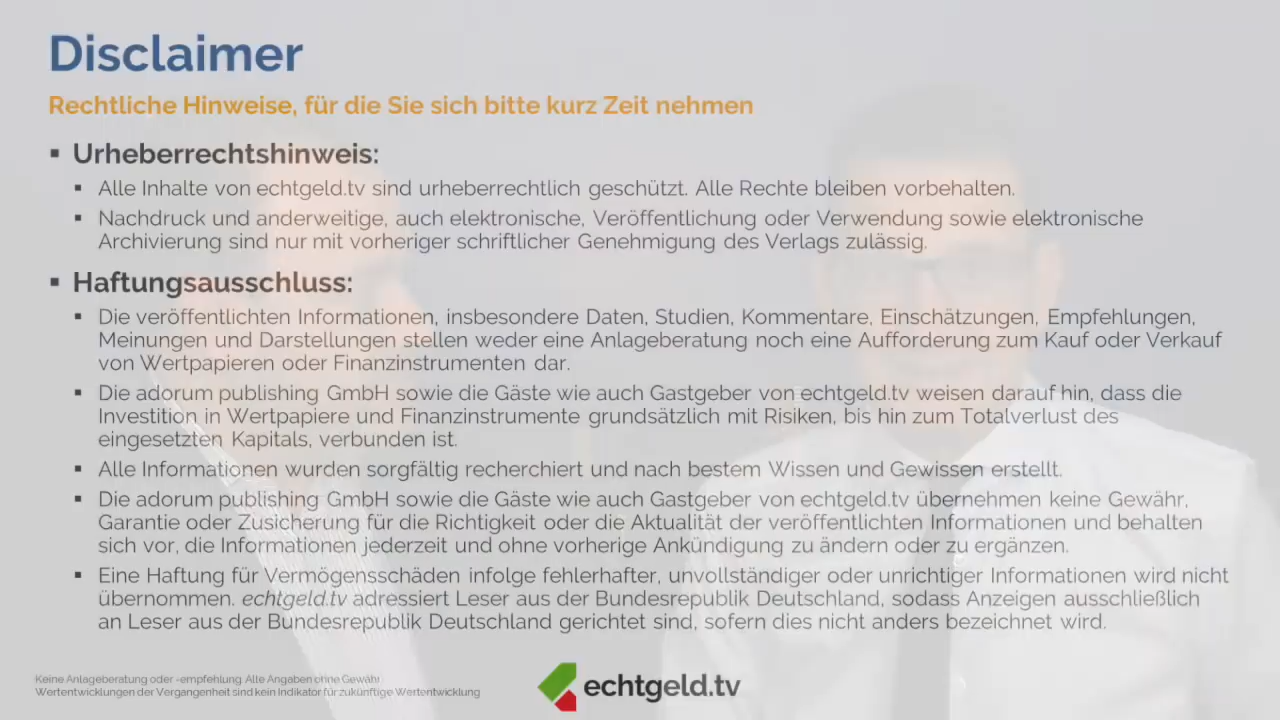 Disclaimer
Rechtliche Hinweise, für die Sie sich bitte kurz Zeit nehmen
▪ Urheberrechtshinweis:
▪ Alle Inhalte von echtgeld.tv sind urheberrechtlich geschützt. Alle Rechte bleiben vorbehalten.
▪ Nachdruck und anderweitige, auch elektronische, Veröffentlichung oder Verwendung sowie elektronische
Archivierung sind nur mit vorheriger schriftlicher Genehmigung des Verlags zulässig.
▪ Haftungsausschluss:
▪ Die veröffentlichten Informationen, insbesondere Daten, Studien, Kommentare, Einschätzungen, Empfehlungen,
Meinungen und Darstellungen stellen weder eine Anlageberatung noch eine Aufforderung zum Kauf oder Verkauf
von Wertpapieren oder Finanzinstrumenten dar.
▪ Die adorum publishing GmbH sowie die Gäste wie auch Gastgeber von echtgeld.tv weisen darauf hin, dass die
Investition in Wertpapiere und Finanzinstrumente grundsätzlich mit Risiken, bis hin zum Totalverlust des
eingesetzten Kapitals, verbunden ist.
▪ Alle Informationen wurden sorgfältig recherchiert und nach bestem Wissen und Gewissen erstellt.
▪ Die adorum publishing GmbH sowie die Gäste wie auch Gastgeber von echtgeld.tv übernehmen keine Gewähr,
Garantie oder Zusicherung für die Richtigkeit oder die Aktualität der veröffentlichten Informationen und behalten
sich vor, die Informationen jederzeit und ohne vorherige Ankündigung zu ändern oder zu ergänzen.
▪ Eine Haftung für Vermögensschäden infolge fehlerhafter, unvollständiger oder unrichtiger Informationen wird nicht
übernommen. echtgeld.tv adressiert Leser aus der Bundesrepublik Deutschland, sodass Anzeigen ausschließlich
an Leser aus der Bundesrepublik Deutschland gerichtet sind, sofern dies nicht anders bezeichnet wird.
Keine Anlageberatung oder -empfehlung. Alle Angaben ohne Gewähr
Wertentwicklungen der Vergangenheit sind kein Indikator für zukünftige Wertentwicklung
echtgeld.tv